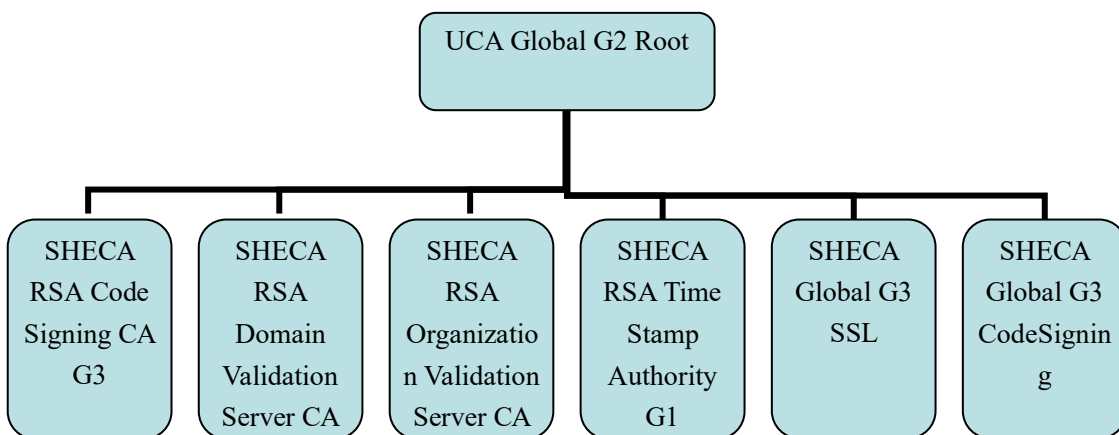 UCA Global G2 Root
SHECA
RSA Code
Signing CA
G3
SHECA
RSA
Domain
Validation
Server CA
SHECA
RSA
Organizatio
n Validation
Server CA
SHECA
RSA Time
Stamp
Authority
G1
SHECA
Global G3
SSL
SHECA
Global G3
CodeSignin
g